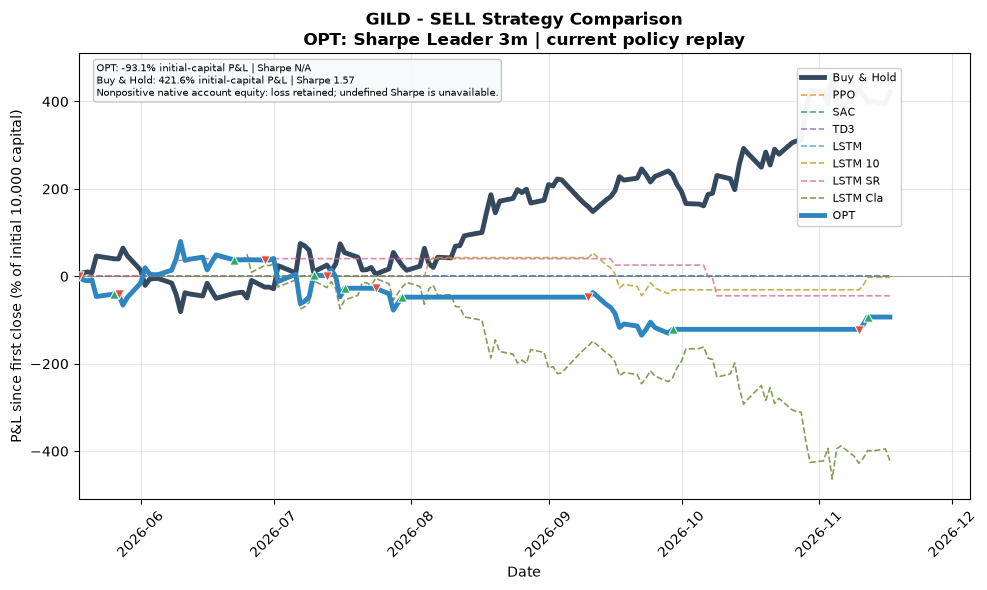 GILD - SELL Strategy Comparison
OPT: Sharpe Leader 3m | current policy replay
OPT: -93.1% initial-capital P&L | Sharpe N/A
Buy & Hold: 421.6% initial-capital P&L | Sharpe 1.57
Nonpositive native account equity: loss retained; undefined Sharpe is unavailable.
Buy & Hold
PPO
SAC
TD3
LSTM
LSTM 10
LSTM SR
LSTM Cla
OPT
P&L since first close (% of initial 10,000 capital)
400
200
0
−200
−400
2026-06
2026-07
2026-08
2026-09
2026-10
2026-11
2026-12
Date